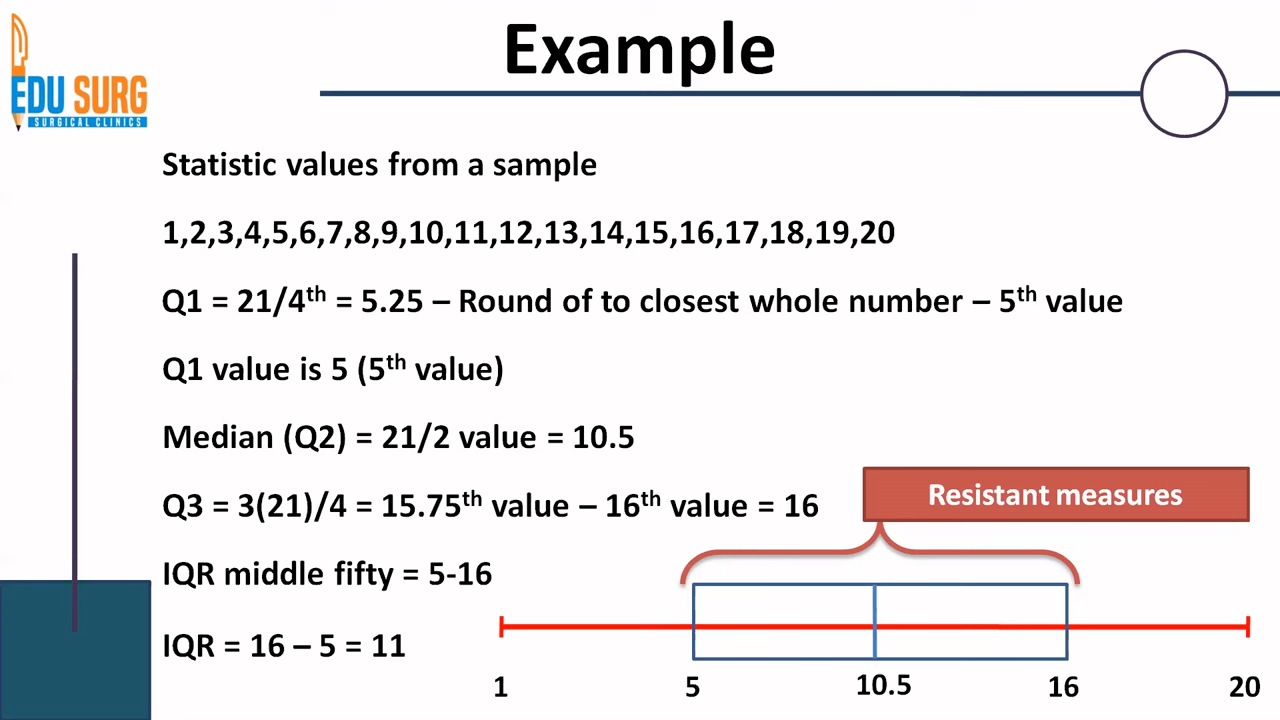 Example
EDU SURG
SURGICAL CLINICS
Statistic values from a sample
1,2,3,4,5,6,7,8,9,10,11,12,13,14,15,16,17,18,19,20
Q1 = 21/4th = 5.25 – Round of to closest whole number – 5th value
Q1 value is 5 (5th value)
Median (Q2) = 21/2 value = 10.5
Q3 = 3(21)/4 = 15.75th value – 16th value = 16
Resistant measures
IQR middle fifty = 5-16
IQR = 16 – 5 = 11
1 5 10.5 16 20